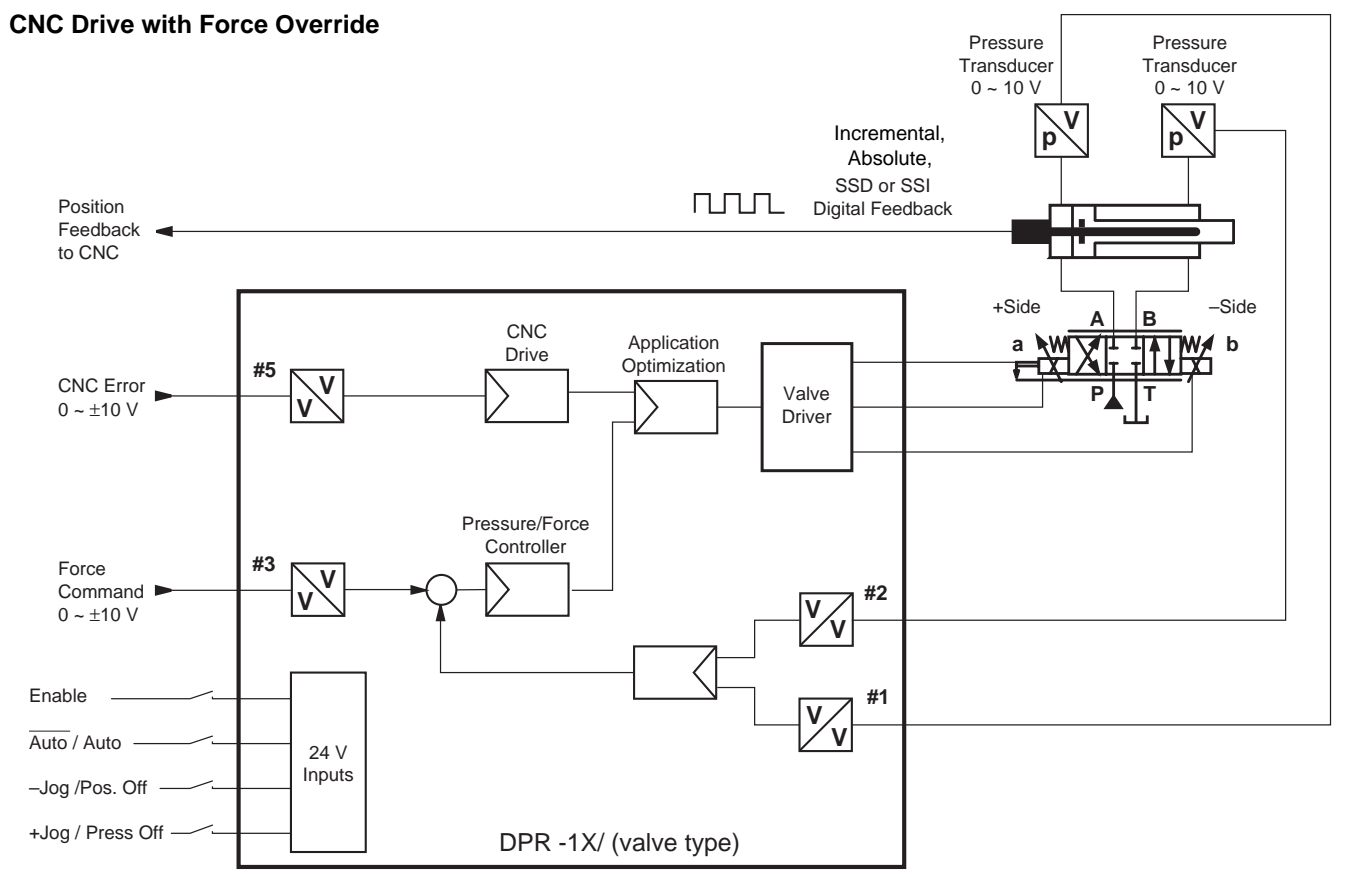 CNC Drive with Force Override
Pressure
Transducer
0 ~ 10 V
Pressure
Transducer
0 ~ 10 V
V
p
V
p
Incremental,
Absolute,
SSD or SSI
Digital Feedback
Position
Feedback
to CNC
+Side
–Side
A
B
a
b
P
T
CNC Error
0 ~ ±10 V
#5
V
V
CNC
Drive
Application
Optimization
Valve
Driver
Force
Command
0 ~ ±10 V
#3
V
V
Pressure/Force
Controller
#2
V
V
#1
V
V
Enable
Auto / Auto
–Jog /Pos. Off
+Jog / Press Off
24 V
Inputs
DPR -1X/ (valve type)